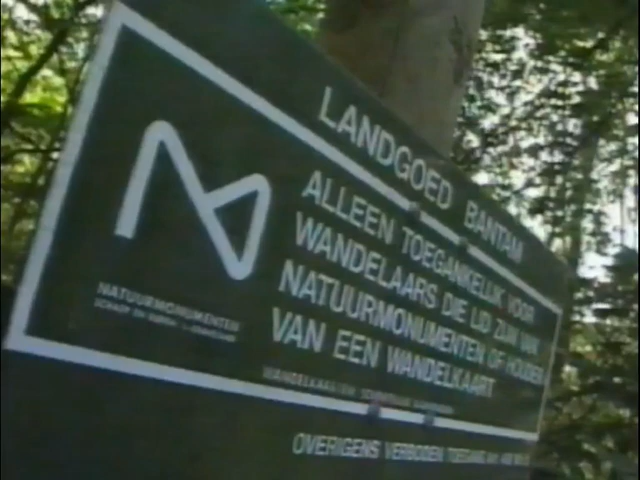 LANDGOED BANTAM
ALLEEN TOEGANKELIJK VOOR
WANDELAARS DIE LID ZIJN VAN
NATUURMONUMENTEN OF HOUDER
VAN EEN WANDELKAART
NATUURMONUMENTEN
OVERIGENS VERBODEN TOEGANG